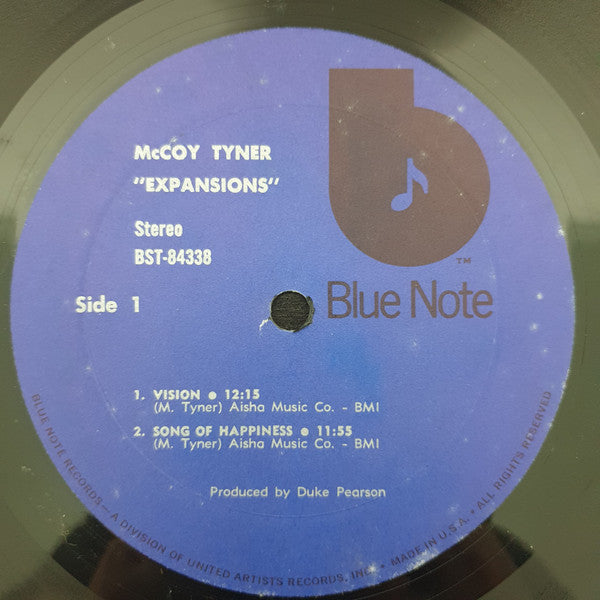 McCOY TYNER
"EXPANSIONS"
Stereo
BST-84338
Side 1
TM
Blue Note
1. VISION • 12:15
(M. Tyner) Aisha Music Co. - BMI
2. SONG OF HAPPINESS • 11:55
(M. Tyner) Aisha Music Co. - BMI
Produced by Duke Pearson
BLUE NOTE RECORDS—A DIVISION OF UNITED ARTISTS RECORDS, INC. • MADE IN U.S.A. • ALL RIGHTS RESERVED